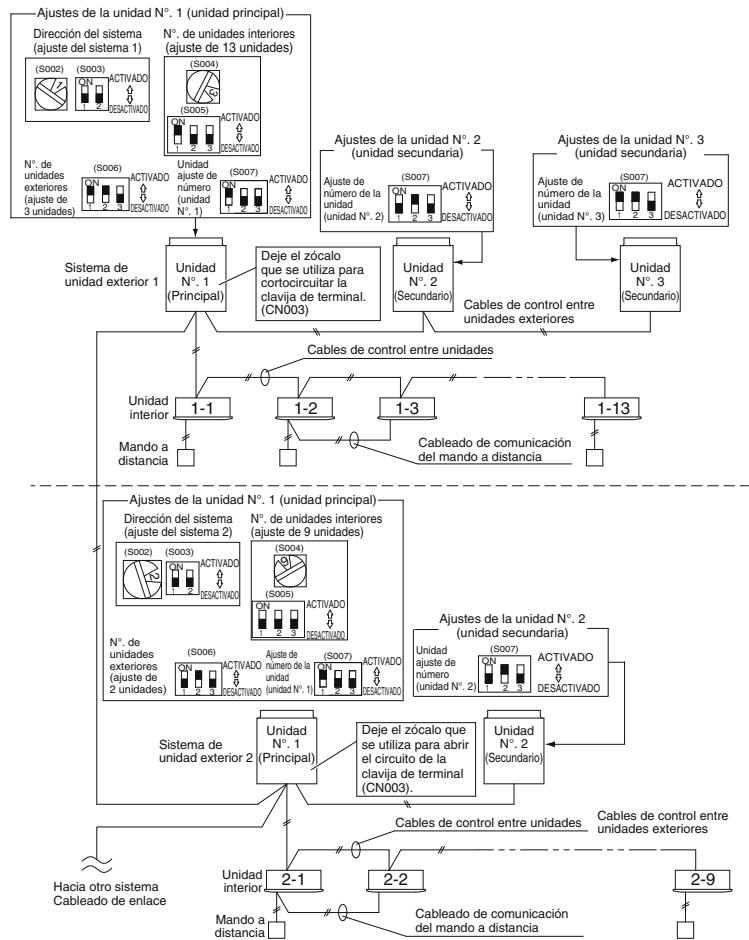 Ajustes de la unidad N°. 1 (unidad principal)
Dirección del sistema
(ajuste del sistema 1)
N°. de unidades interiores
(ajuste de 13 unidades)
(S002)
(S003)
ON
1 2
ACTIVADO
DESACTIVADO
1
(S004)
3
(S005)
ON
1 2 3
ACTIVADO
DESACTIVADO
N°. de
unidades
exteriores
(ajuste de
3 unidades)
(S006)
ON
1 2 3
ACTIVADO
DESACTIVADO
Unidad
ajuste de
número
(unidad
N°. 1)
(S007)
ON
1 2 3
ACTIVADO
DESACTIVADO
Ajustes de la unidad N°. 2
(unidad secundaria)
Ajuste de
número de la
unidad
(unidad N°. 2)
(S007)
ON
1 2 3
ACTIVADO
DESACTIVADO
Ajustes de la unidad N°. 3
(unidad secundaria)
Ajuste de
número de la
unidad
(unidad N°. 3)
(S007)
ON
1 2 3
ACTIVADO
DESACTIVADO
Sistema de
unidad exterior 1
Unidad
N°. 1
(Principal)
Deje el zócalo
que se utiliza para
cortocircuitar la
clavija de terminal.
(CN003)
Unidad
N°. 2
(Secundario)
Unidad
N°. 3
(Secundario)
Cables de control entre
unidades exteriores
Cables de control entre unidades
Unidad
interior
1-1
1-2
1-3
1-13
Mando a
distancia
Cableado de comunicación
del mando a distancia
Ajustes de la unidad N°. 1 (unidad principal)
Dirección del sistema
(ajuste del sistema 2)
N°. de unidades interiores
(ajuste de 9 unidades)
(S002)
(S003)
ON
1 2
ACTIVADO
DESACTIVADO
2
(S004)
9
(S005)
ON
1 2 3
ACTIVADO
DESACTIVADO
N°. de
unidades
exteriores
(ajuste de
2 unidades)
(S006)
ON
1 2 3
ACTIVADO
DESACTIVADO
Ajuste de
número de la
unidad
(unidad N°. 1)
(S007)
ON
1 2 3
ACTIVADO
DESACTIVADO
Ajustes de la unidad N°. 2
(unidad secundaria)
Unidad
ajuste de
número
(unidad N°. 2)
(S007)
ON
1 2 3
ACTIVADO
DESACTIVADO
Sistema de
unidad exterior 2
Unidad
N°. 1
(Principal)
Deje el zócalo que
se utiliza para abrir
el circuito de la
clavija de terminal
(CN003).
Unidad
N°. 2
(Secundario)
Cables de control entre unidades
Cables de control entre
unidades exteriores
Hacia otro sistema
Cableado de enlace
Unidad
interior
2-1
2-2
2-9
Mando a
distancia
Cableado de comunicación
del mando a distancia